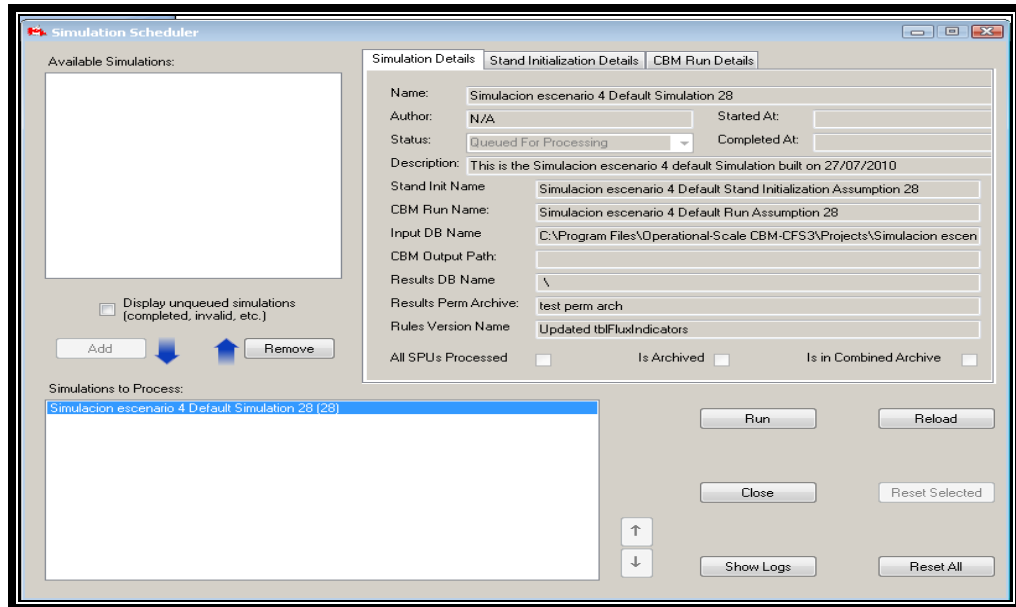 Simulation Scheduler
Available Simulations:
Display unqueued simulations
(completed, invalid, etc.)
Add
Remove
Simulation Details
Stand Initialization Details
CBM Run Details
Name: Simulacion escenario 4 Default Simulation 28
Author: N/A Started At:
Status: Queued For Processing Completed At:
Description: This is the Simulacion escenario 4 default Simulation built on 27/07/2010
Stand Init Name Simulacion escenario 4 Default Stand Initialization Assumption 28
CBM Run Name: Simulacion escenario 4 Default Run Assumption 28
Input DB Name C:\Program Files\Operational-Scale CBM-CFS3\Projects\Simulacion escen
CBM Output Path:
Results DB Name \
Results Perm Archive: test perm arch
Rules Version Name Updated tblFluxIndicators
All SPUs Processed Is Archived Is in Combined Archive
Simulations to Process:
Simulacion escenario 4 Default Simulation 28 (28)
Run
Reload
Close
Reset Selected
Show Logs
Reset All